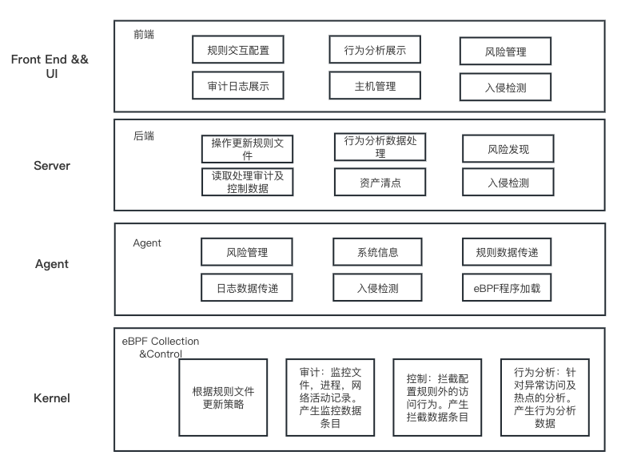 Front End &&
UI
前端
规则交互配置
行为分析展示
风险管理
审计日志展示
主机管理
入侵检测
Server
后端
操作更新规则文
件
行为分析数据处
理
风险发现
读取处理审计及
控制数据
资产清点
入侵检测
Agent
Agent
风险管理
系统信息
规则数据传递
日志数据传递
入侵检测
eBPF程序加载
Kernel
eBPF Collection
&Control
根据规则文件
更新策略
审计：监控文
件，进程，网
络活动记录。
产生监控数据
条目
控制：拦截配
置规则外的访
问行为。产生
拦截数据条目
行为分析：针
对异常访问及
热点的分析。
产生行为分析
数据